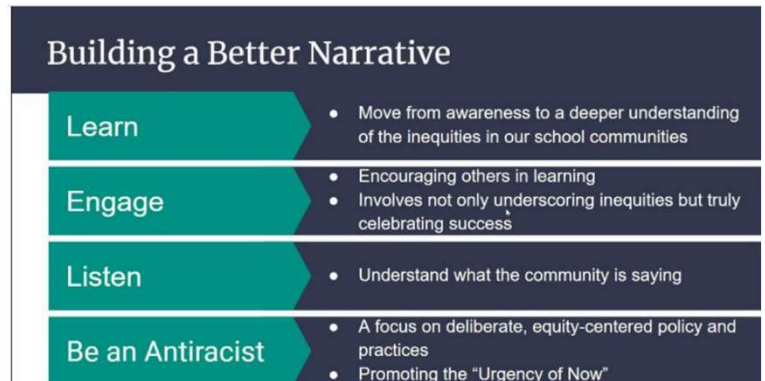 Building a Better Narrative
Learn
● Move from awareness to a deeper understanding
of the inequities in our school communities
Engage
● Encouraging others in learning
● Involves not only underscoring inequities but truly
celebrating success
Listen
● Understand what the community is saying
Be an Antiracist
● A focus on deliberate, equity-centered policy and
practices
● Promoting the “Urgency of Now”